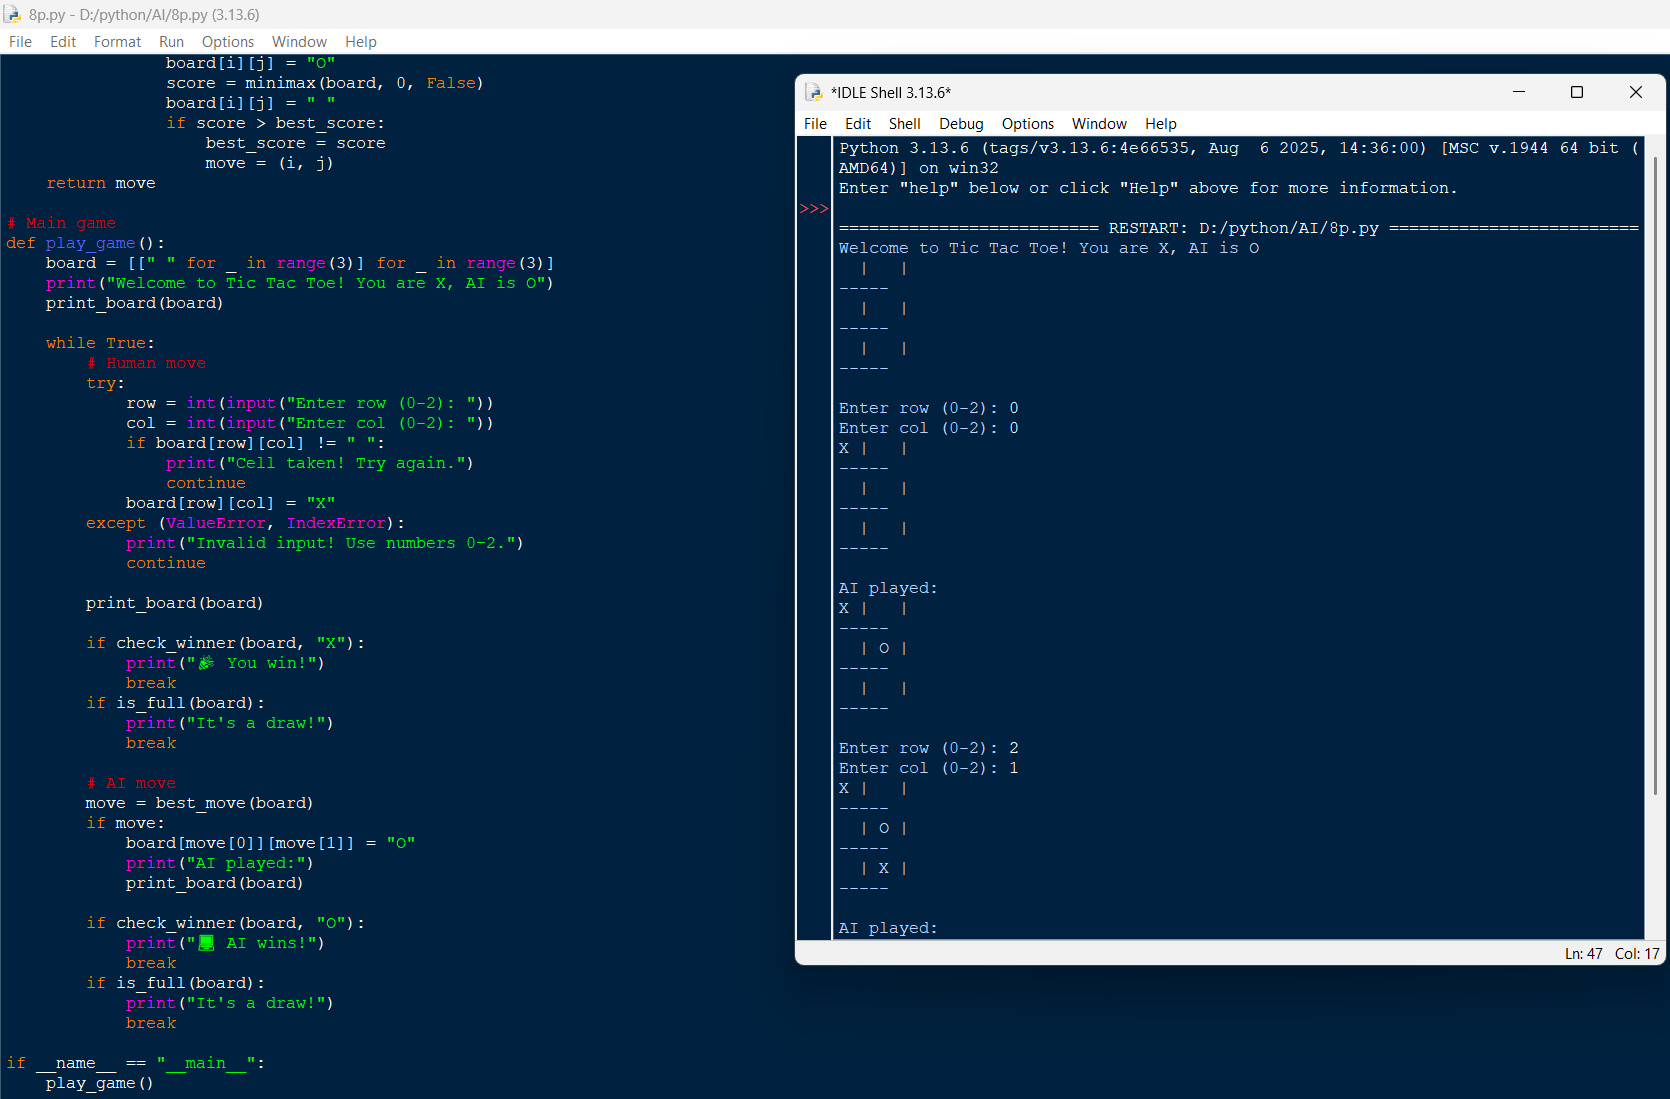 8p.py - D:/python/AI/8p.py (3.13.6)
File Edit Format Run Options Window Help
                board[i][j] = "O"
                score = minimax(board, 0, False)
                board[i][j] = " "
                if score > best_score:
                    best_score = score
                    move = (i, j)
    return move
# Main game
def play_game():
    board = [[" " for _ in range(3)] for _ in range(3)]
    print("Welcome to Tic Tac Toe! You are X, AI is O")
    print_board(board)
    while True:
        # Human move
        try:
            row = int(input("Enter row (0-2): "))
            col = int(input("Enter col (0-2): "))
            if board[row][col] != " ":
                print("Cell taken! Try again.")
                continue
            board[row][col] = "X"
        except (ValueError, IndexError):
            print("Invalid input! Use numbers 0-2.")
            continue
        print_board(board)
        if check_winner(board, "X"):
            print("🎉 You win!")
            break
        if is_full(board):
            print("It's a draw!")
            break
        # AI move
        move = best_move(board)
        if move:
            board[move[0]][move[1]] = "O"
            print("AI played:")
            print_board(board)
        if check_winner(board, "O"):
            print("💻 AI wins!")
            break
        if is_full(board):
            print("It's a draw!")
            break
if __name__ == "__main__":
    play_game()
*IDLE Shell 3.13.6*
File Edit Shell Debug Options Window Help
Python 3.13.6 (tags/v3.13.6:4e66535, Aug  6 2025, 14:36:00) [MSC v.1944 64 bit (
AMD64)] on win32
Enter "help" below or click "Help" above for more information.
>>>
========================== RESTART: D:/python/AI/8p.py =========================
Welcome to Tic Tac Toe! You are X, AI is O
  |   |
-----
  |   |
-----
  |   |
-----
Enter row (0-2): 0
Enter col (0-2): 0
X |   |
-----
  |   |
-----
  |   |
-----
AI played:
X |   |
-----
  | O |
-----
  |   |
-----
Enter row (0-2): 2
Enter col (0-2): 1
X |   |
-----
  | O |
-----
  | X |
-----
AI played:
Ln: 47 Col: 17